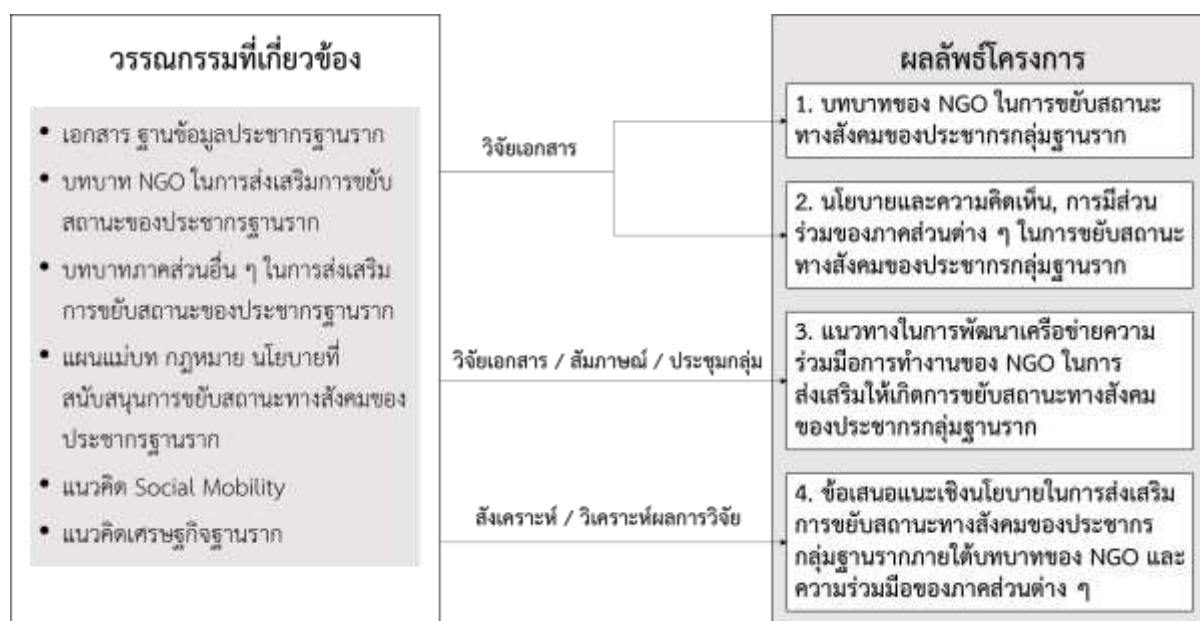 วรรณกรรมที่เกี่ยวข้อง
• เอกสาร ฐานข้อมูลประชากรฐานราก
• บทบาท NGO ในการส่งเสริมการขยับ
สถานะของประชากรฐานราก
• บทบาทภาคส่วนอื่น ๆ ในการส่งเสริม
การขยับสถานะของประชากรฐานราก
• แผนแม่บท กฎหมาย นโยบายที่
สนับสนุนการขยับสถานะทางสังคมของ
ประชากรฐานราก
• แนวคิด Social Mobility
• แนวคิดเศรษฐกิจฐานราก
วิจัยเอกสาร
วิจัยเอกสาร / สัมภาษณ์ / ประชุมกลุ่ม
สังเคราะห์ / วิเคราะห์ผลการวิจัย
ผลลัพธ์โครงการ
1. บทบาทของ NGO ในการขยับสถานะ
ทางสังคมของประชากรกลุ่มฐานราก
2. นโยบายและความคิดเห็น, การมีส่วน
ร่วมของภาคส่วนต่าง ๆ ในการขยับสถานะ
ทางสังคมของประชากรกลุ่มฐานราก
3. แนวทางในการพัฒนาเครือข่ายความ
ร่วมมือการทำงานของ NGO ในการ
ส่งเสริมให้เกิดการขยับสถานะทางสังคม
ของประชากรกลุ่มฐานราก
4. ข้อเสนอแนะเชิงนโยบายในการส่งเสริม
การขยับสถานะทางสังคมของประชากร
กลุ่มฐานรากภายใต้บทบาทของ NGO และ
ความร่วมมือของภาคส่วนต่าง ๆ